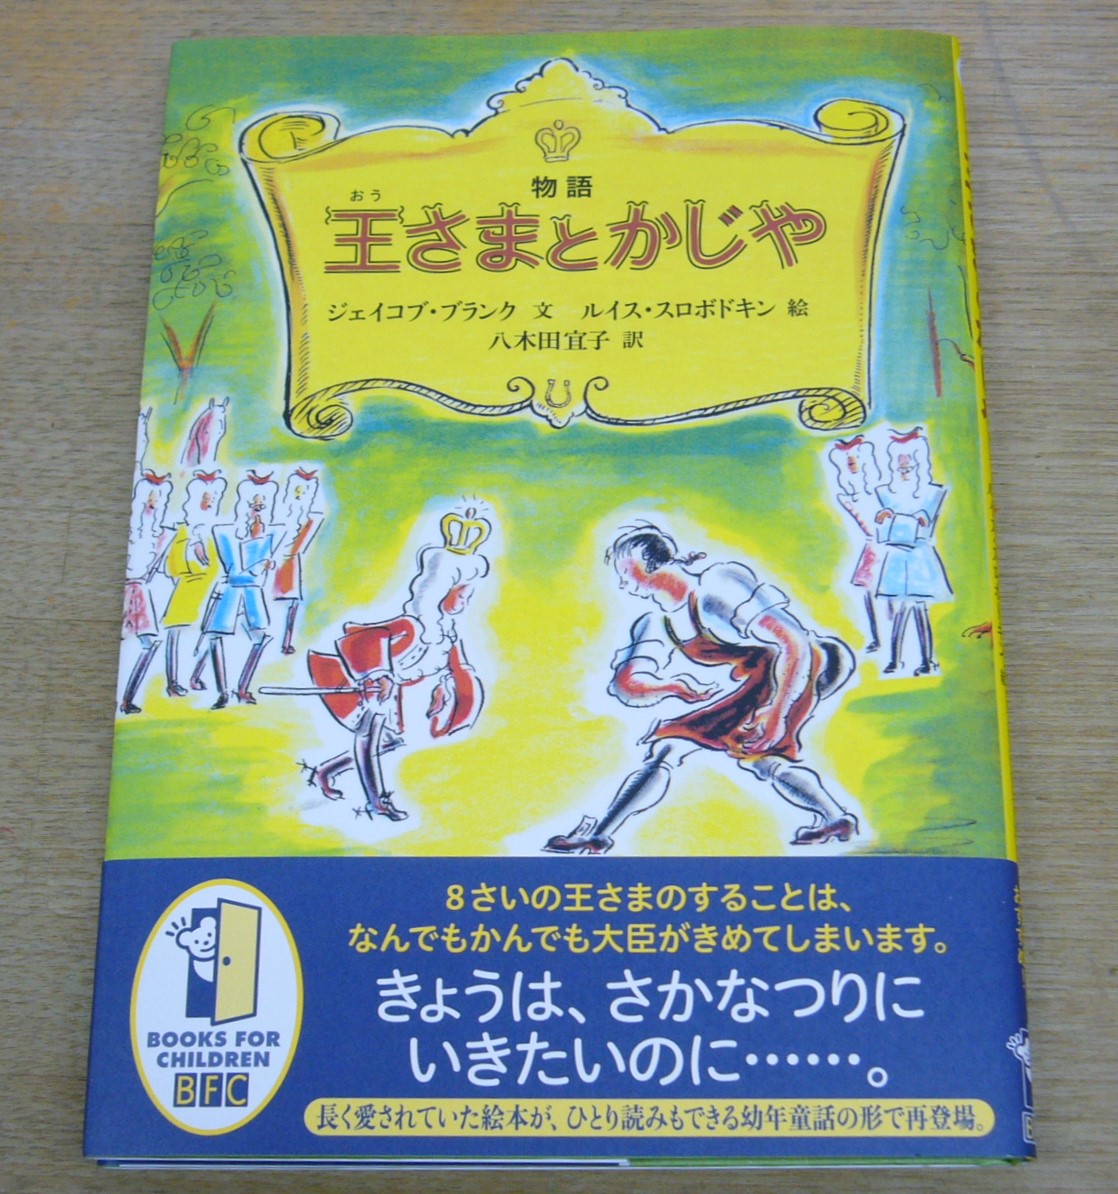 物語
おう
王さまとかじや
ジェイコブ・ブランク 文 ルイス・スロボドキン 絵
八木田宜子 訳
8さいの王さまのすることは、
なんでもかんでも大臣がきめてしまいます。
きょうは、さかなつりに
いきたいのに……。
BOOKS FOR
CHILDREN
BFC
長く愛されていた絵本が、ひとり読みもできる幼年童話の形で再登場。